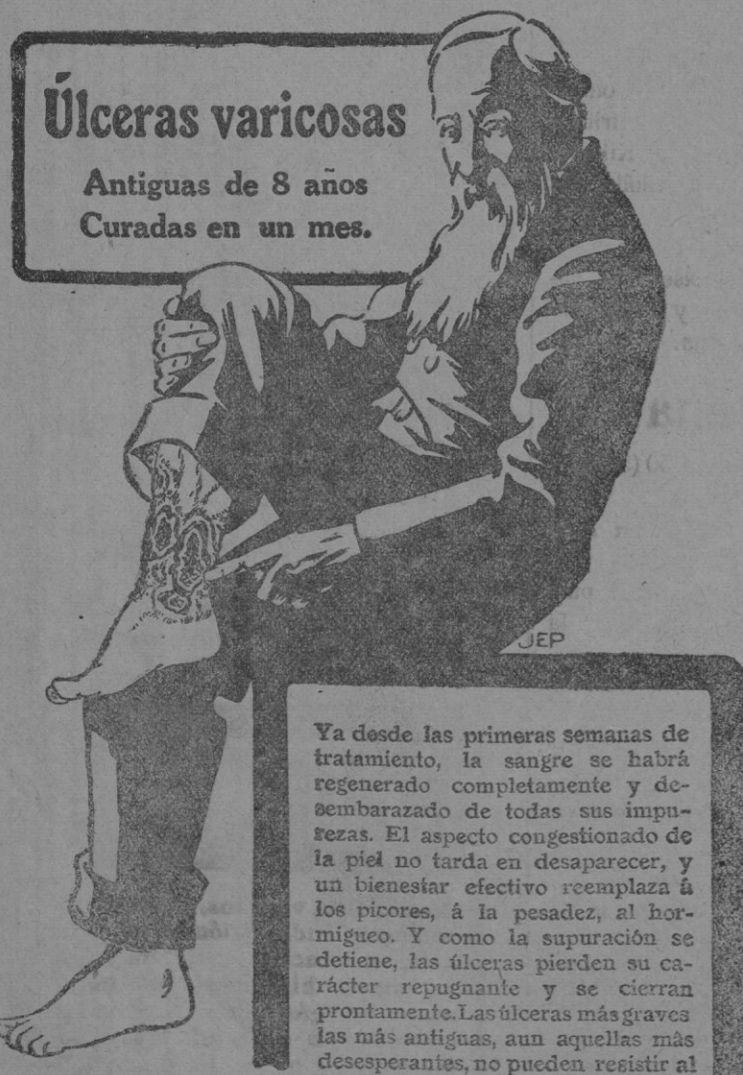 Úlceras varicosas
Antiguas de 8 años
Curadas en un mes.
JEP
Ya desde las primeras semanas de
tratamiento, la sangre se habrá
regenerado completamente y de-
sembarazado de todas sus impu-
rezas. El aspecto congestionado de
la piel no tarda en desaparecer, y
un bienestar efectivo reemplaza á
los picores, á la pesadez, al hor-
migueo. Y como la supuración se
detiene, las úlceras pierden su ca-
rácter repugnante y se cierran
prontamente. Las úlceras más graves
las más antiguas, aun aquellas más
desesperantes, no pueden resistir al